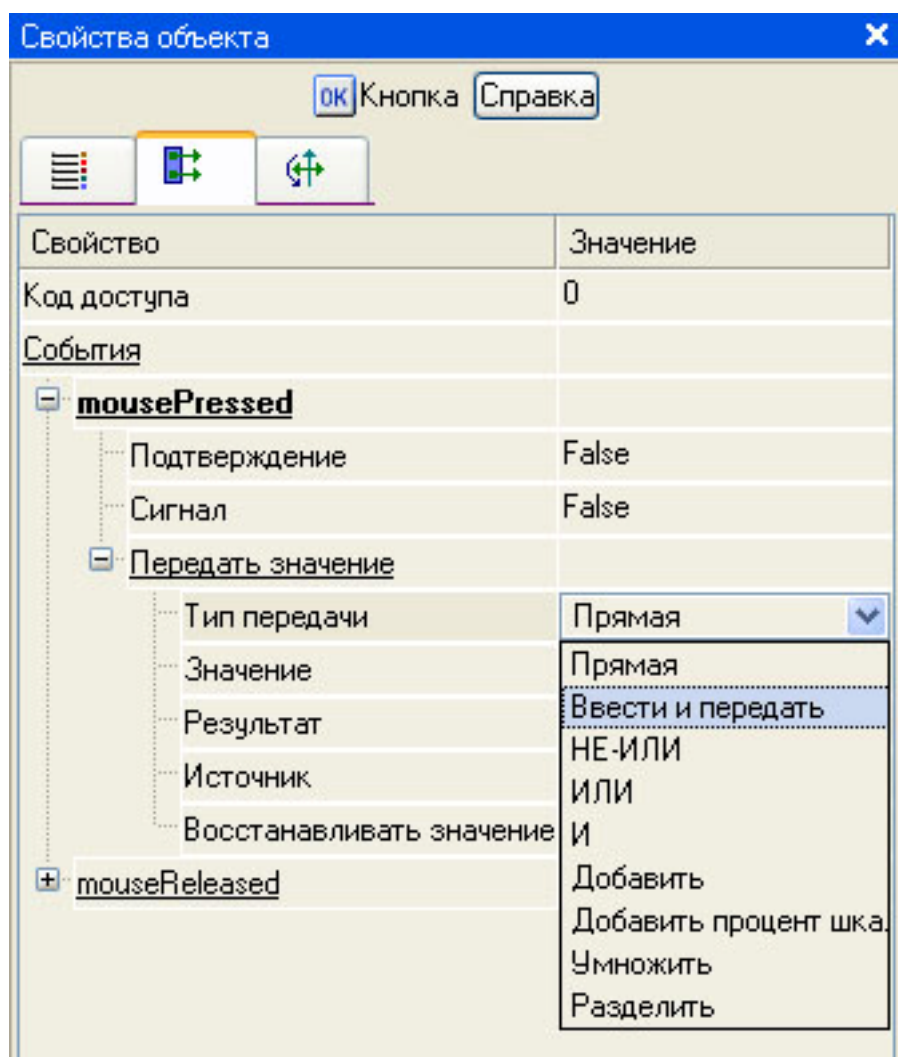 Свойства объекта
OK Кнопка Справка
Свойство Значение
Код доступа 0
События
mousePressed
Подтверждение False
Сигнал False
Передать значение
Тип передачи Прямая
Значение Прямая
Ввести и передать
Результат НЕ-ИЛИ
Источник ИЛИ
Восстанавливать значение И
mouseReleased Добавить
Добавить процент шка
Умножить
Разделить